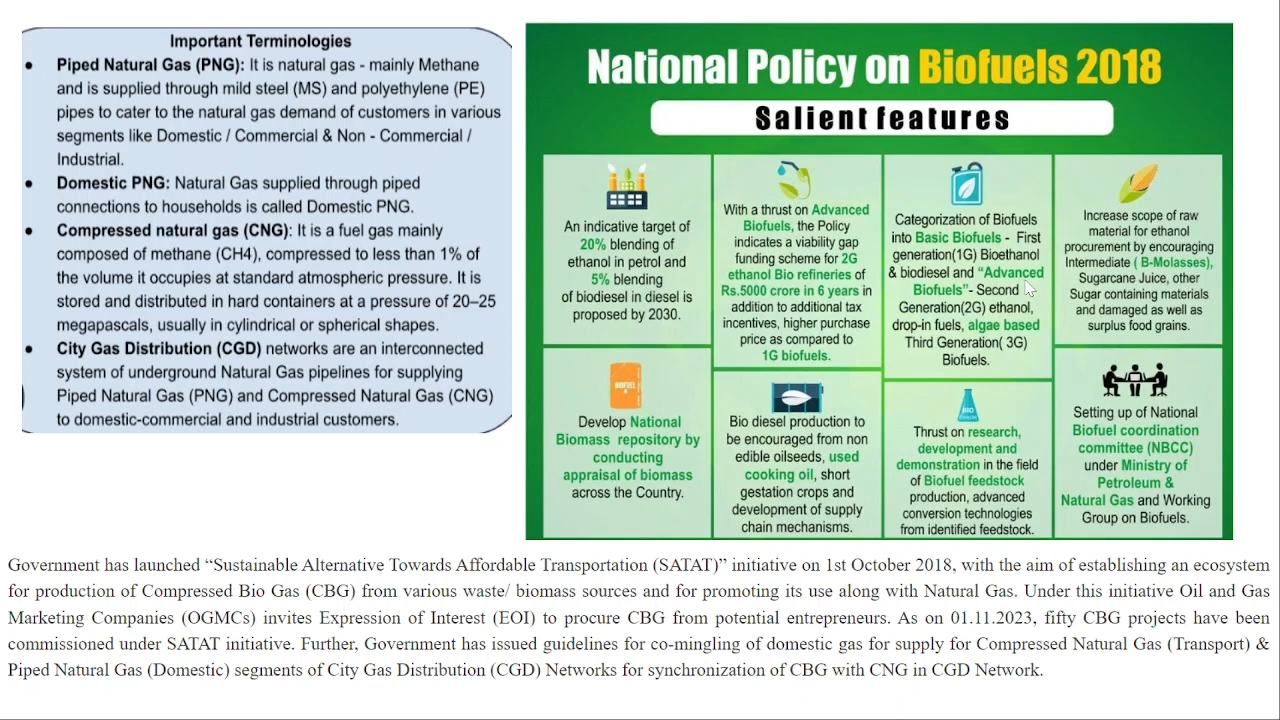 Important Terminologies
• Piped Natural Gas (PNG): It is natural gas - mainly Methane
and is supplied through mild steel (MS) and polyethylene (PE)
pipes to cater to the natural gas demand of customers in various
segments like Domestic / Commercial & Non - Commercial /
Industrial.
• Domestic PNG: Natural Gas supplied through piped
connections to households is called Domestic PNG.
• Compressed natural gas (CNG): It is a fuel gas mainly
composed of methane (CH4), compressed to less than 1% of
the volume it occupies at standard atmospheric pressure. It is
stored and distributed in hard containers at a pressure of 20–25
megapascals, usually in cylindrical or spherical shapes.
• City Gas Distribution (CGD) networks are an interconnected
system of underground Natural Gas pipelines for supplying
Piped Natural Gas (PNG) and Compressed Natural Gas (CNG)
to domestic-commercial and industrial customers.
National Policy on Biofuels 2018
Salient features
An indicative target of
20% blending of
ethanol in petrol and
5% blending
of biodiesel in diesel is
proposed by 2030.
With a thrust on Advanced
Biofuels, the Policy
indicates a viability gap
funding scheme for 2G
ethanol Bio refineries of
Rs.5000 crore in 6 years in
addition to additional tax
incentives, higher purchase
price as compared to
1G biofuels.
Categorization of Biofuels
into Basic Biofuels - First
generation(1G) Bioethanol
& biodiesel and “Advanced
Biofuels”- Second
Generation(2G) ethanol,
drop-in fuels, algae based
Third Generation( 3G)
Biofuels.
Increase scope of raw
material for ethanol
procurement by encouraging
Intermediate ( B-Molasses),
Sugarcane Juice, other
Sugar containing materials
and damaged as well as
surplus food grains.
BIOFUEL
Develop National
Biomass repository by
conducting
appraisal of biomass
across the Country.
Bio diesel production to
be encouraged from non
edible oilseeds, used
cooking oil, short
gestation crops and
development of supply
chain mechanisms.
BIO
Thrust on research,
development and
demonstration in the field
of Biofuel feedstock
production, advanced
conversion technologies
from identified feedstock.
Setting up of National
Biofuel coordination
committee (NBCC)
under Ministry of
Petroleum &
Natural Gas and Working
Group on Biofuels.
Government has launched “Sustainable Alternative Towards Affordable Transportation (SATAT)” initiative on 1st October 2018, with the aim of establishing an ecosystem
for production of Compressed Bio Gas (CBG) from various waste/ biomass sources and for promoting its use along with Natural Gas. Under this initiative Oil and Gas
Marketing Companies (OGMCs) invites Expression of Interest (EOI) to procure CBG from potential entrepreneurs. As on 01.11.2023, fifty CBG projects have been
commissioned under SATAT initiative. Further, Government has issued guidelines for co-mingling of domestic gas for supply for Compressed Natural Gas (Transport) &
Piped Natural Gas (Domestic) segments of City Gas Distribution (CGD) Networks for synchronization of CBG with CNG in CGD Network.